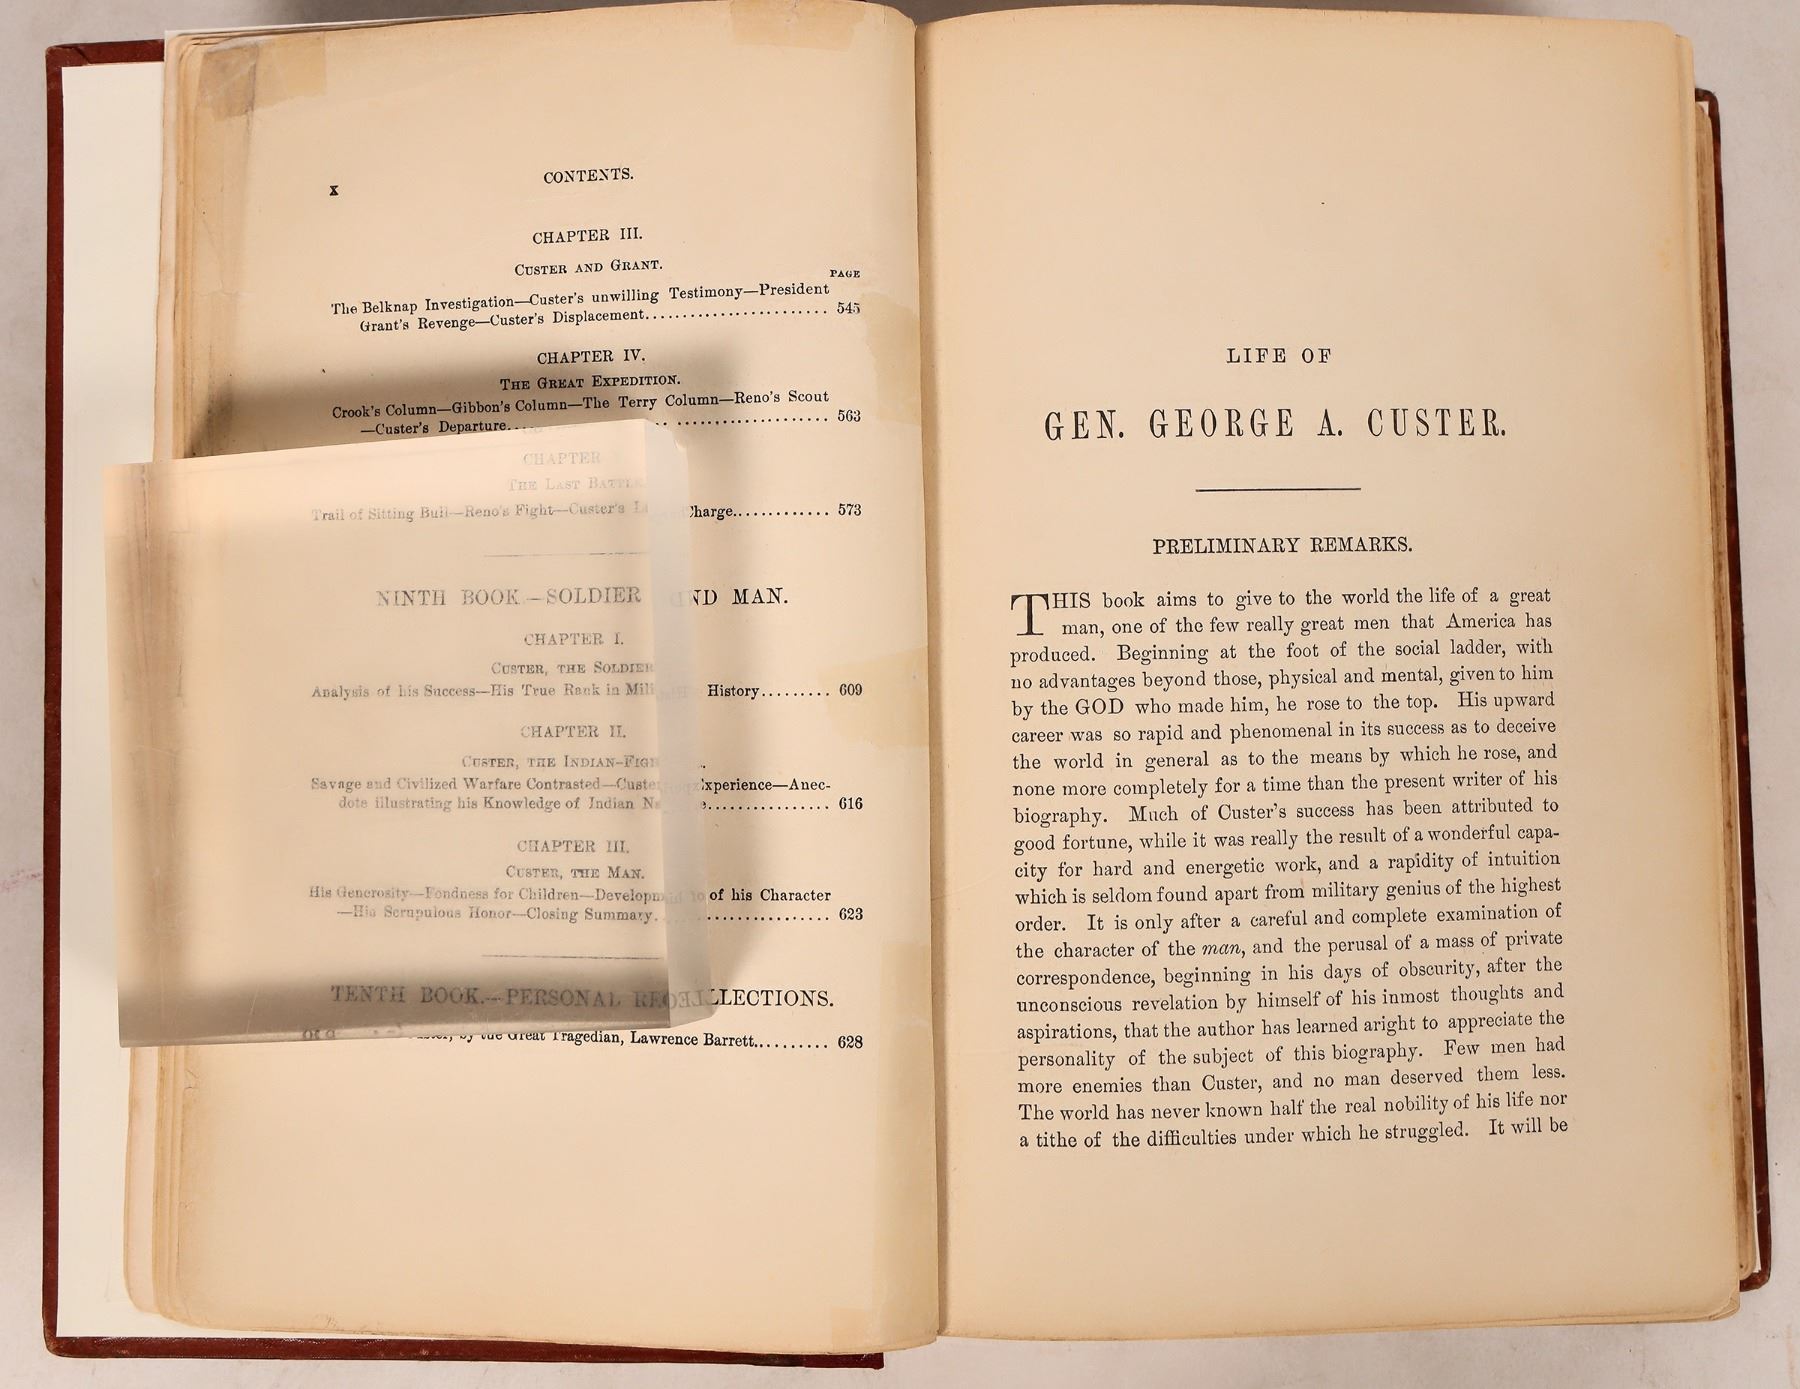 x
CONTENTS.
CHAPTER III.
CUSTER AND GRANT.
PAGE
The Belknap Investigation—Custer's unwilling Testimony—President
Grant's Revenge—Custer's Displacement........................ 545
CHAPTER IV.
THE GREAT EXPEDITION.
Crook's Column—Gibbon's Column—The Terry Column—Reno's Scout
—Custer's Departure.......................................... 563
CHAPTER
THE LAST BATTLE
Trail of Sitting Bull—Reno's Fight—Custer's Charge............. 573
NINTH BOOK.—SOLDIER AND MAN.
CHAPTER I.
CUSTER, THE SOLDIER
Analysis of his Success—His True Rank in History......... 609
CHAPTER II.
CUSTER, THE INDIAN-FIGH
Savage and Civilized Warfare Contrasted—Custer Experience—Anec-
dote illustrating his Knowledge of Indian ................. 616
CHAPTER III.
CUSTER, THE MAN.
His Generosity—Fondness for Children—Development of his Character
—His Scrupulous Honor—Closing Summary..................... 623
TENTH BOOK.—PERSONAL RECOLLECTIONS.
by the Great Tragedian, Lawrence Barrett.......... 628
LIFE OF
GEN. GEORGE A. CUSTER.
PRELIMINARY REMARKS.
THIS book aims to give to the world the life of a great
man, one of the few really great men that America has
produced. Beginning at the foot of the social ladder, with
no advantages beyond those, physical and mental, given to him
by the GOD who made him, he rose to the top. His upward
career was so rapid and phenomenal in its success as to deceive
the world in general as to the means by which he rose, and
none more completely for a time than the present writer of his
biography. Much of Custer's success has been attributed to
good fortune, while it was really the result of a wonderful capa-
city for hard and energetic work, and a rapidity of intuition
which is seldom found apart from military genius of the highest
order. It is only after a careful and complete examination of
the character of the man, and the perusal of a mass of private
correspondence, beginning in his days of obscurity, after the
unconscious revelation by himself of his inmost thoughts and
aspirations, that the author has learned aright to appreciate the
personality of the subject of this biography. Few men had
more enemies than Custer, and no man deserved them less.
The world has never known half the real nobility of his life nor
a tithe of the difficulties under which he struggled. It will be